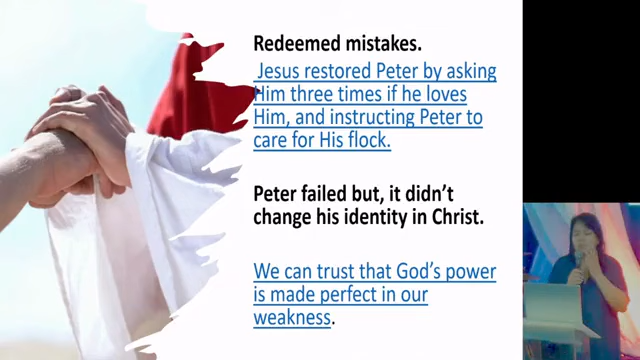 Redeemed mistakes.
Jesus restored Peter by asking
Him three times if he loves
Him, and instructing Peter to
care for His flock.
Peter failed but, it didn't
change his identity in Christ.
We can trust that God's power
is made perfect in our
weakness.